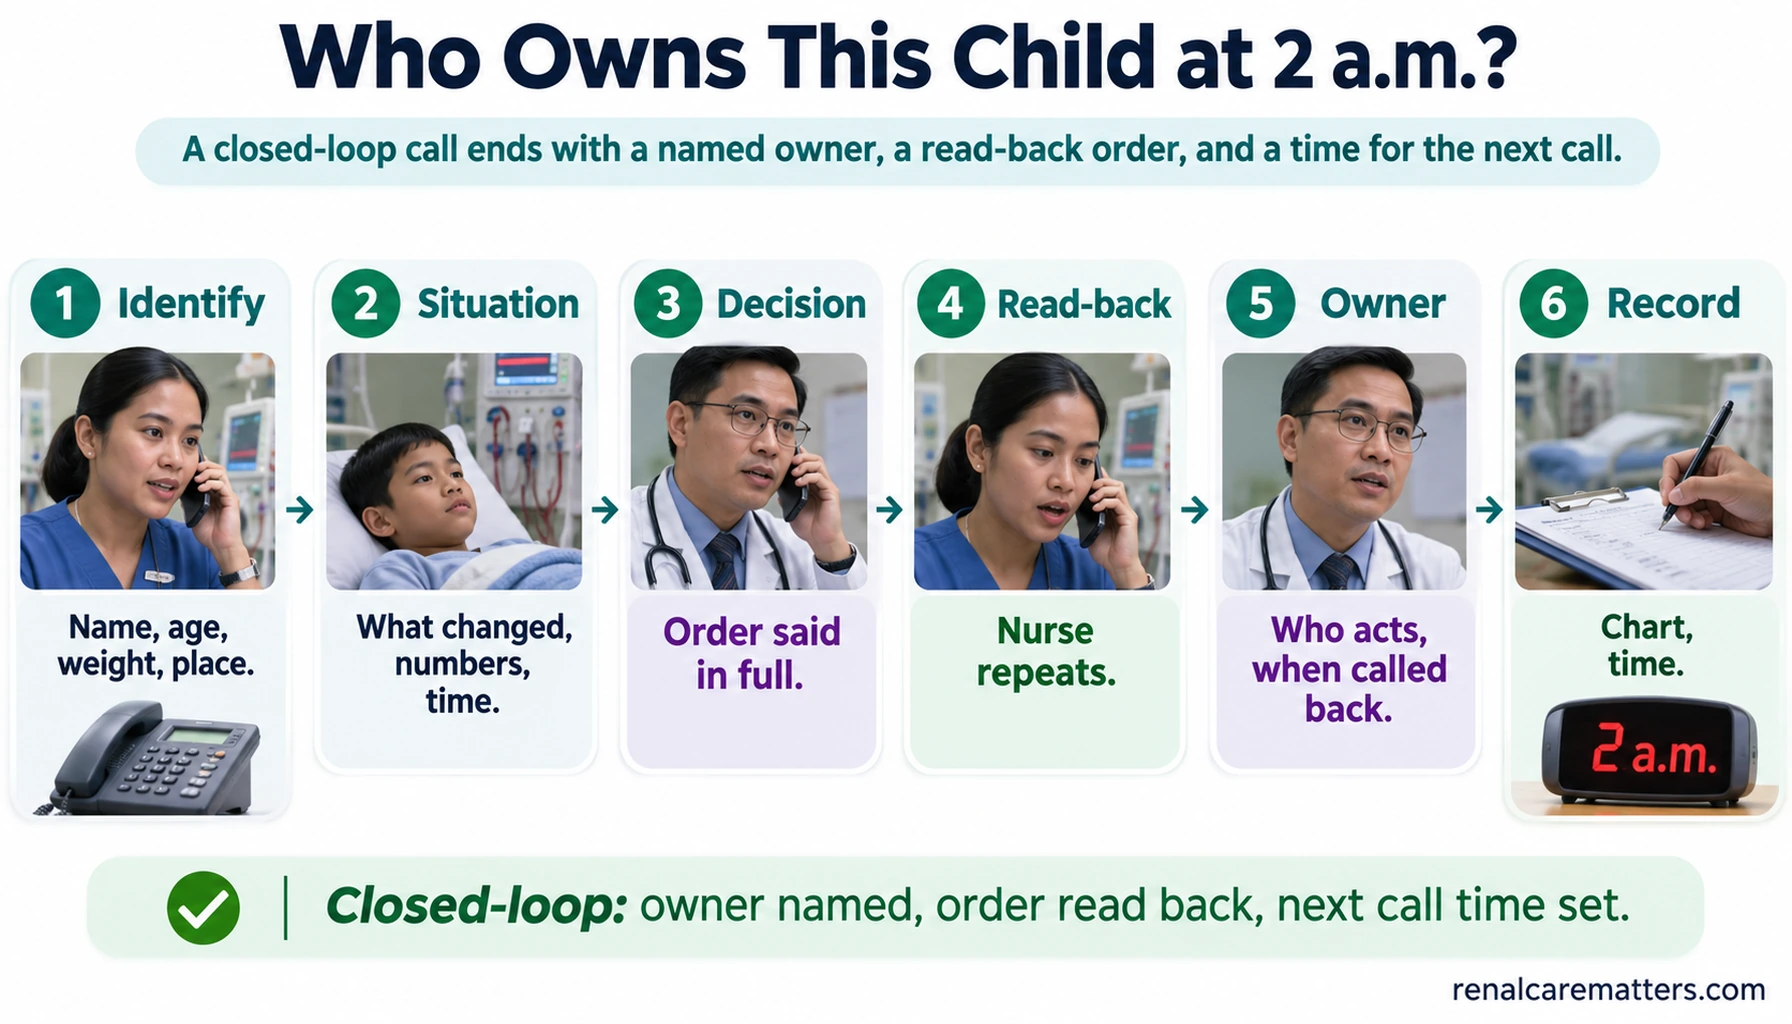 Who Owns This Child at 2 a.m.?
A closed-loop call ends with a named owner, a read-back order, and a time for the next call.
1 Identify
Name, age,
weight, place.
2 Situation
What changed,
numbers,
time.
3 Decision
Order said
in full.
4 Read-back
Nurse
repeats.
5 Owner
Who acts,
when called
back.
6 Record
Chart,
time.
2 a.m.
Closed-loop: owner named, order read back, next call time set.
renalcarematters.com